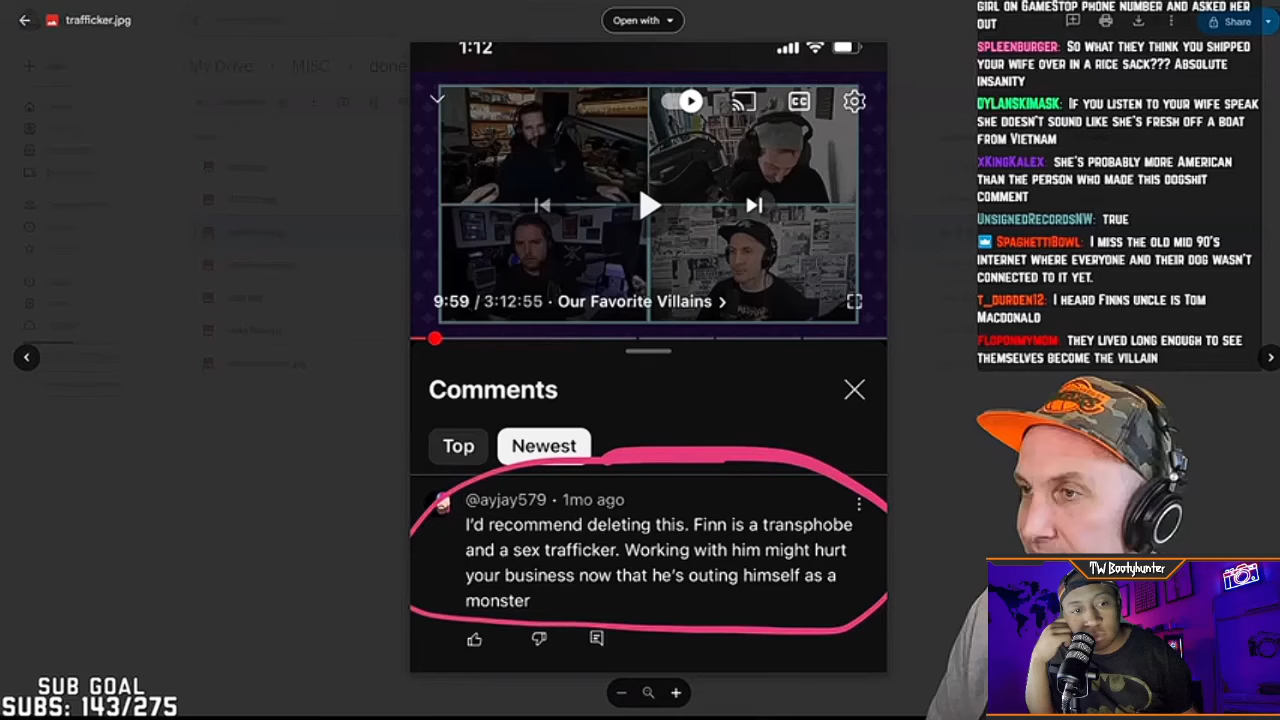 trafficker.jpg
Open with
Share
My Drive
MISC
done
1:12
CC
9:59 / 3:12:55 · Our Favorite Villains >
Comments
Top
Newest
@ayjay579 · 1mo ago
I'd recommend deleting this. Finn is a transphobe
and a sex trafficker. Working with him might hurt
your business now that he's outing himself as a
monster
GIRL ON GAMESTOP PHONE NUMBER AND ASKED HER
OUT
SPLEENBURGER: SO WHAT THEY THINK YOU SHIPPED
YOUR WIFE OVER IN A RICE SACK??? ABSOLUTE
INSANITY
DYLANSKIMASK: IF YOU LISTEN TO YOUR WIFE SPEAK
SHE DOESN'T SOUND LIKE SHE'S FRESH OFF A BOAT
FROM VIETNAM
XKINGKALEX: SHE'S PROBABLY MORE AMERICAN
THAN THE PERSON WHO MADE THIS DOGSHIT
COMMENT
UNSIGNEDRECORDSNW: TRUE
SPAGHETTIBOWL: I MISS THE OLD MID 90'S
INTERNET WHERE EVERYONE AND THEIR DOG WASN'T
CONNECTED TO IT YET.
T_DURDEN12: I HEARD FINNS UNCLE IS TOM
MACDONALD
FLOPONMYMOM: THEY LIVED LONG ENOUGH TO SEE
THEMSELVES BECOME THE VILLAIN
TW Bootyhunter
SUB GOAL
SUBS: 143/275